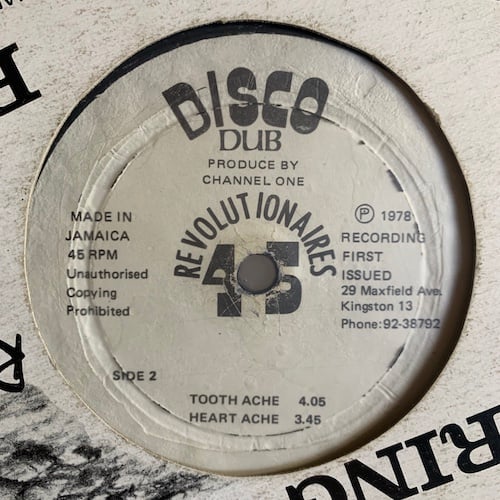 DISCO
DUB
PRODUCE BY
CHANNEL ONE
REVOLUTIONAIRES
45
MADE IN
JAMAICA
45 RPM
Unauthorised
Copying
Prohibited
Ⓟ 1978
RECORDING
FIRST
ISSUED
29 Maxfield Ave.
Kingston 13
Phone:92-38792
SIDE 2
TOOTH ACHE 4.05
HEART ACHE 3.45
RING